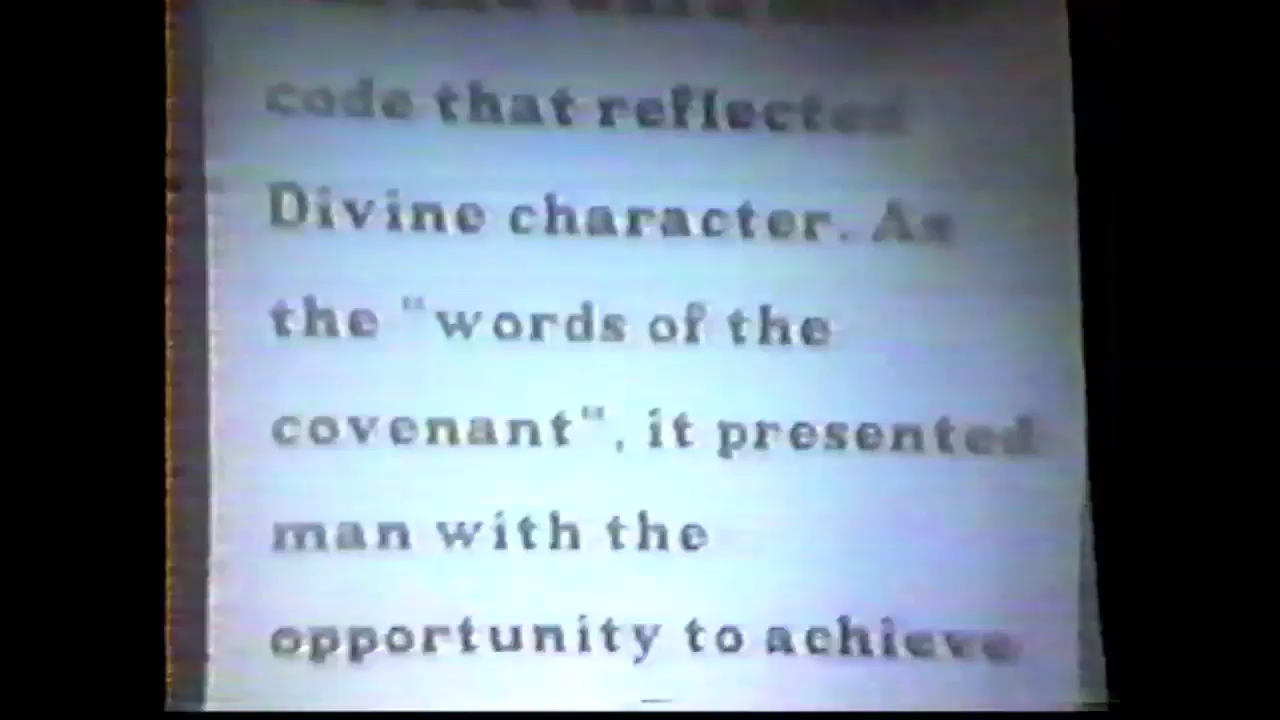 code that reflected
Divine character. As
the "words of the
covenant", it presented
man with the
opportunity to achieve